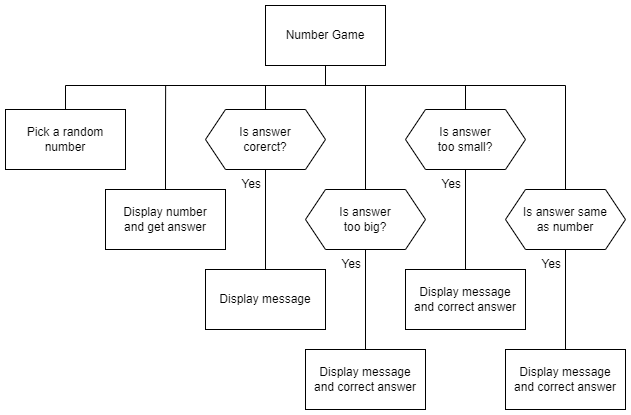 Number Game
Pick a random
number
Display number
and get answer
Is answer
corerct?
Yes
Display message
Is answer
too big?
Yes
Display message
and correct answer
Is answer
too small?
Yes
Display message
and correct answer
Is answer same
as number
Yes
Display message
and correct answer